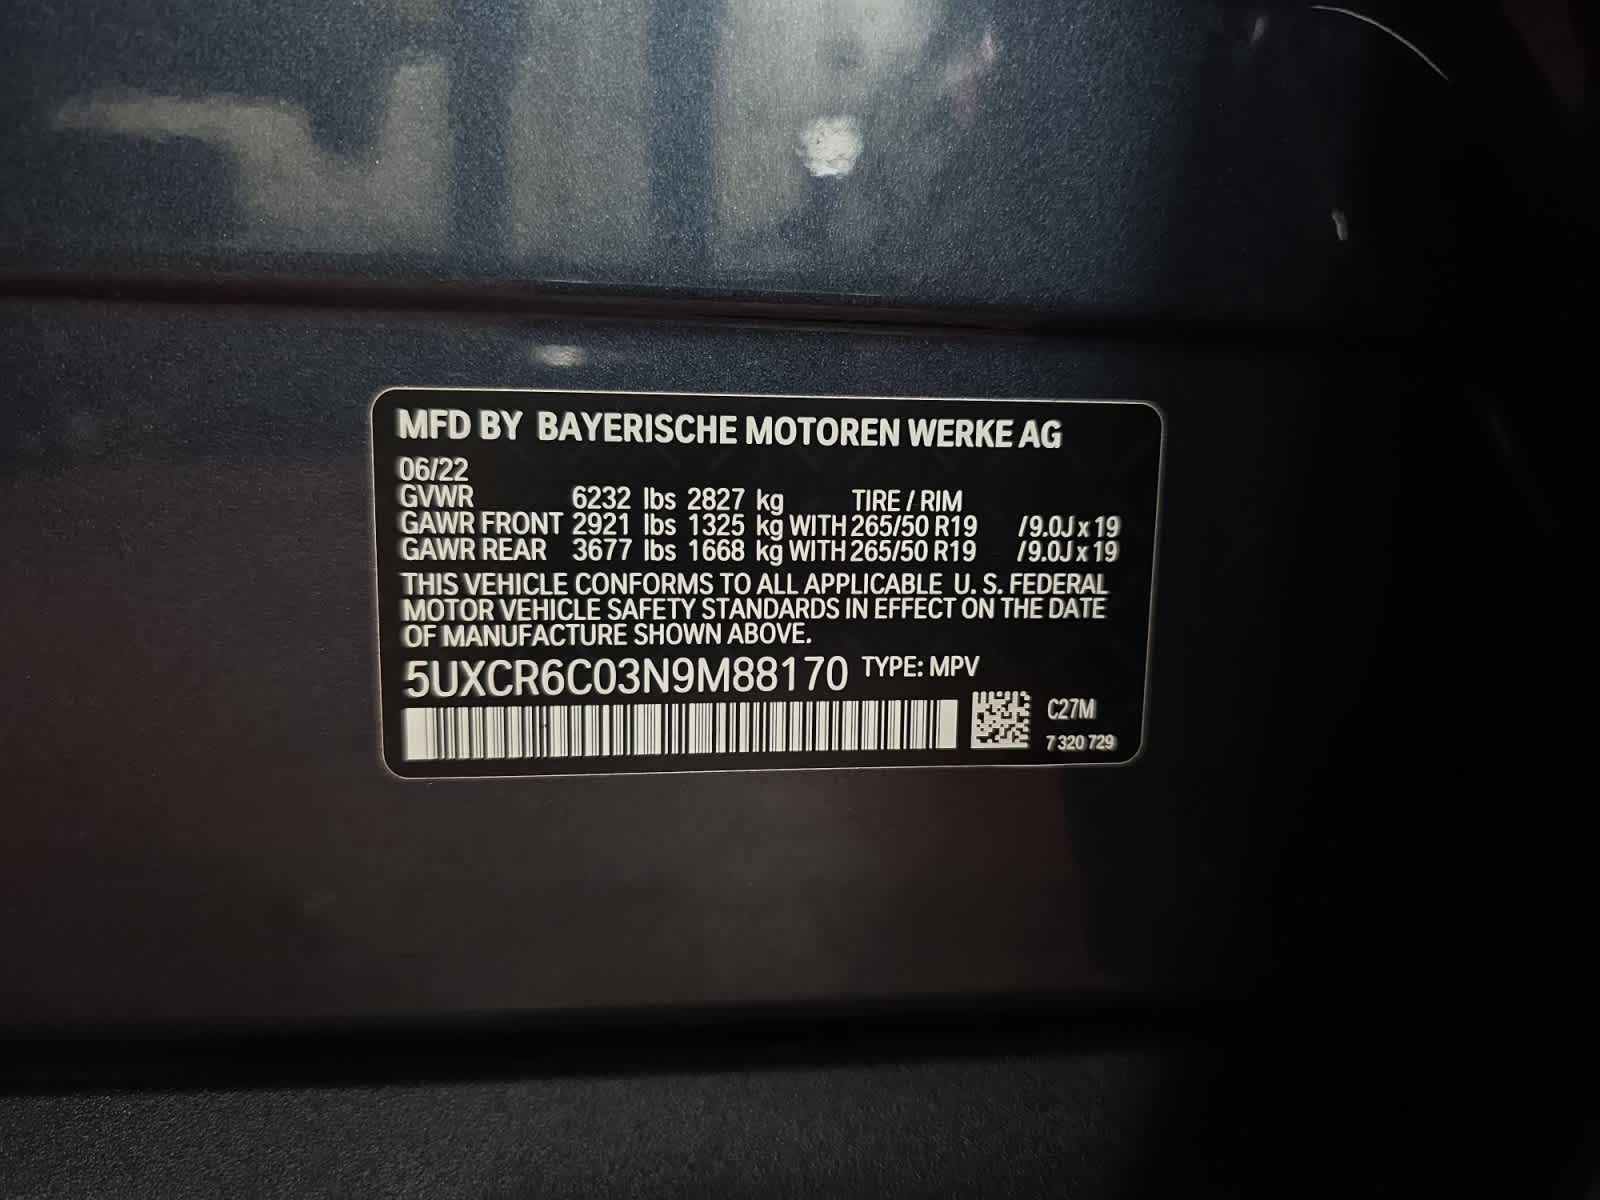 MFD BY BAYERISCHE MOTOREN WERKE AG
06/22
GVWR 6232 lbs 2827 kg TIRE / RIM
GAWR FRONT 2921 lbs 1325 kg WITH 265/50 R19 /9.0J x 19
GAWR REAR 3677 lbs 1668 kg WITH 265/50 R19 /9.0J x 19
THIS VEHICLE CONFORMS TO ALL APPLICABLE U. S. FEDERAL
MOTOR VEHICLE SAFETY STANDARDS IN EFFECT ON THE DATE
OF MANUFACTURE SHOWN ABOVE.
5UXCR6C03N9M88170 TYPE: MPV
C27M
7 320 729